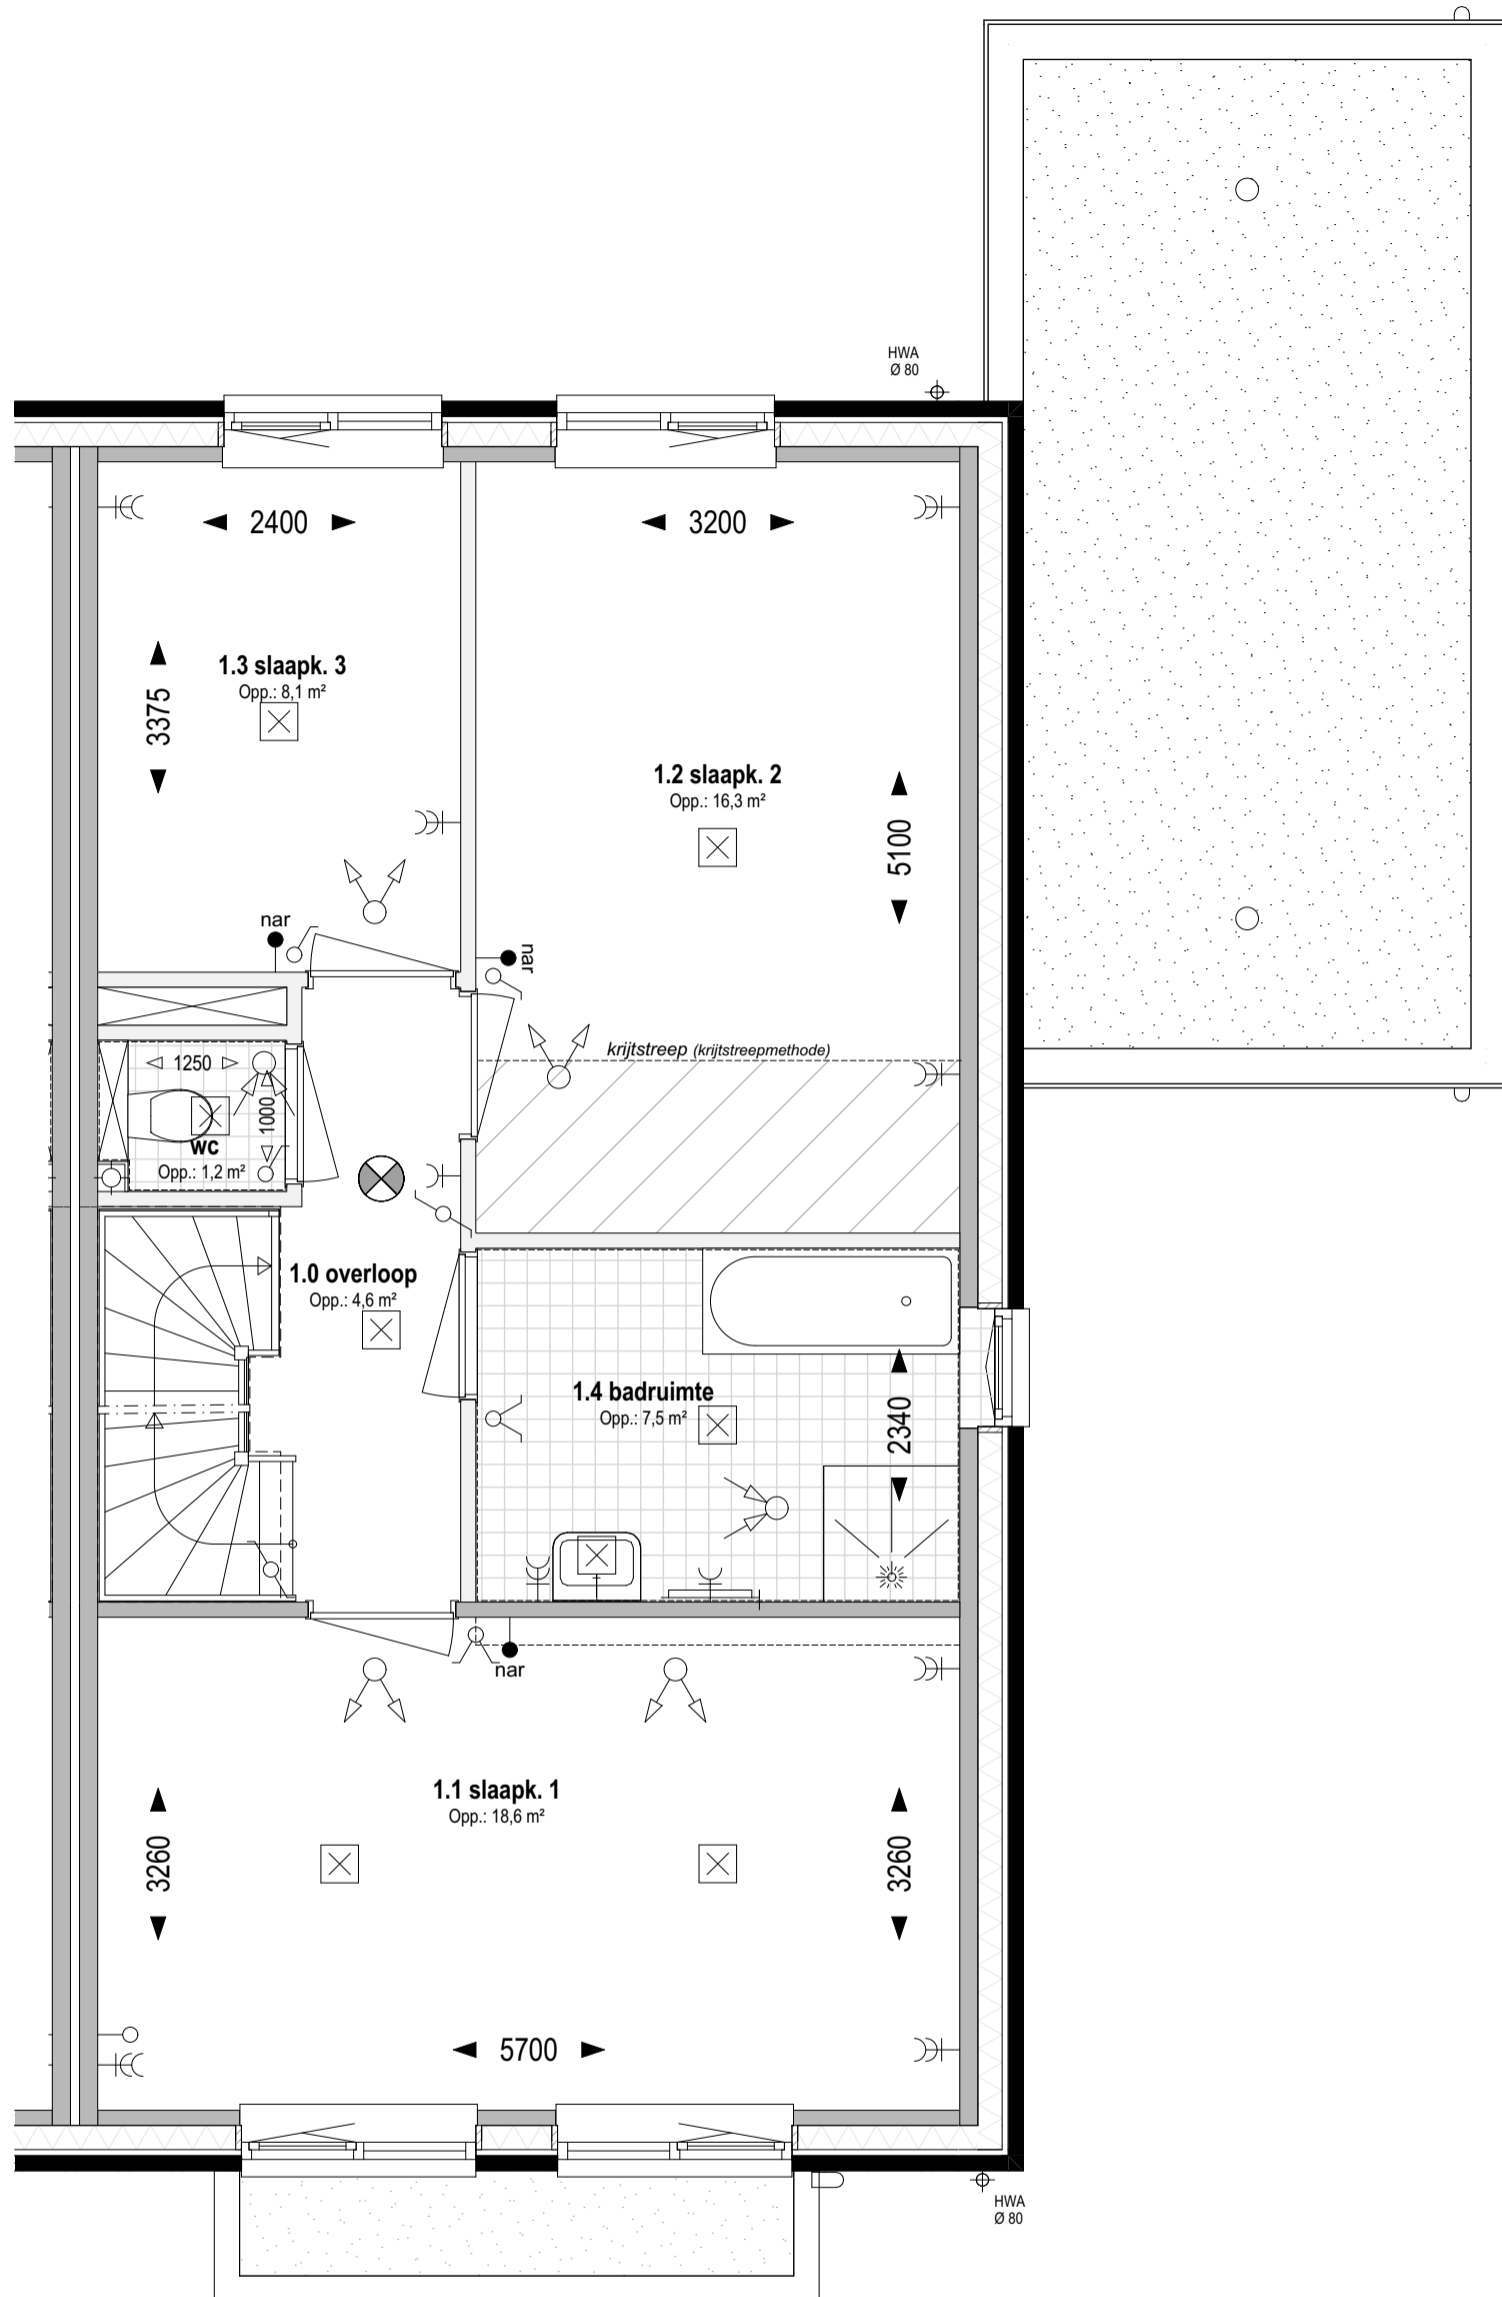 HWA
Ø 80
2400
3200
1.3 slaapk. 3
Opp.: 8,1 m²
3375
1.2 slaapk. 2
Opp.: 16,3 m²
5100
nar
nar
krijtstreep (krijtstreepmethode)
1250
1000
wc
Opp.: 1,2 m²
1.0 overloop
Opp.: 4,6 m²
1.4 badruimte
Opp.: 7,5 m²
2340
nar
1.1 slaapk. 1
Opp.: 18,6 m²
3260
3260
5700
HWA
Ø 80